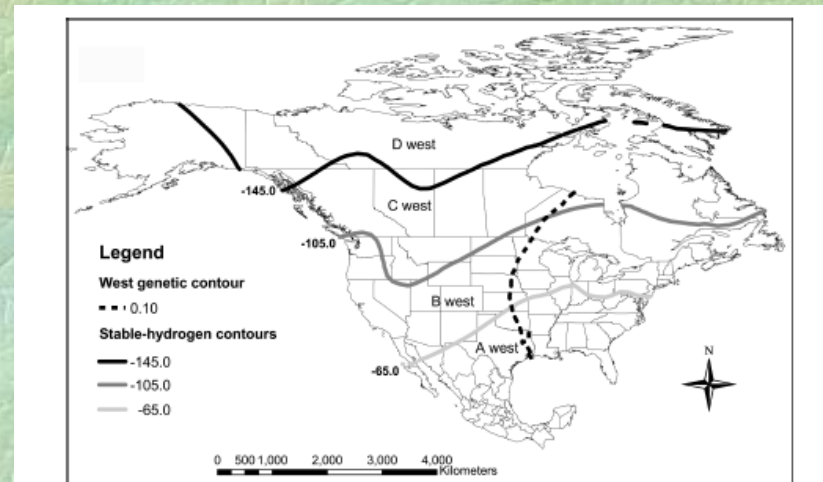 D west
-145.0
C west
-105.0
Legend
West genetic contour
0.10
B west
Stable-hydrogen contours
A west
N
-145.0
-65.0
-105.0
-65.0
0 500 1,000 2,000 3,000 4,000
Kilometers